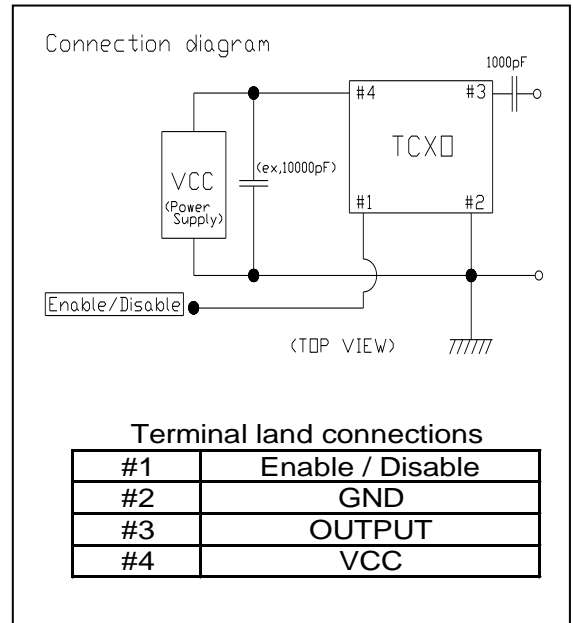 Connection diagram
1000pF
#4 #3
TCXO
(ex,10000pF)
VCC
(Power
Supply)
#1 #2
Enable/Disable
(TOP VIEW)
Terminal land connections
#1 Enable / Disable
#2 GND
#3 OUTPUT
#4 VCC